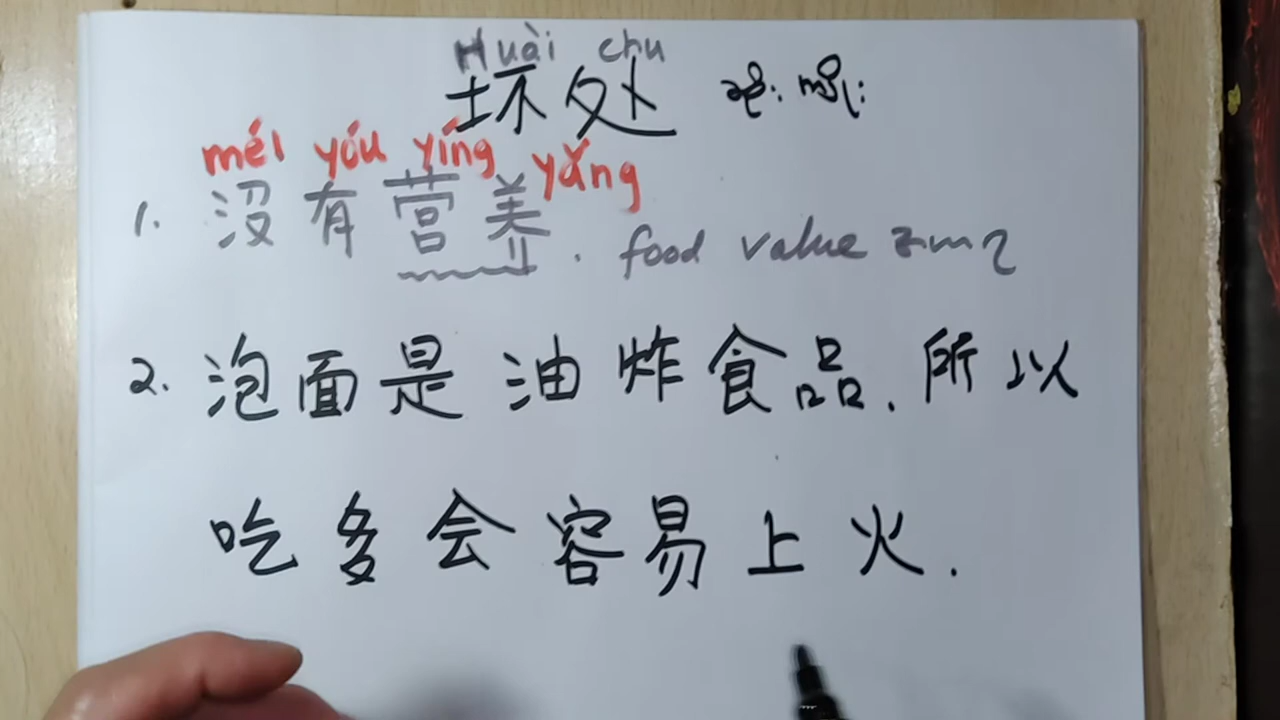 Huài chu
坏处
méi yóu yíng yǎng
1. 没有营养. food value
2. 泡面是油炸食品. 所以
吃多会容易上火.